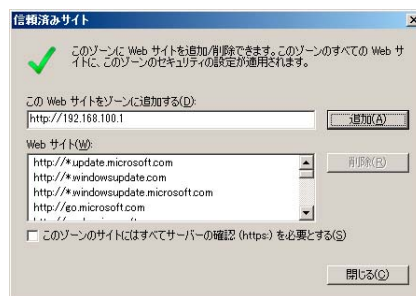 信頼済みサイト
このゾーンに Web サイトを追加/削除できます。このゾーンのすべての Web サ
イトに、このゾーンのセキュリティの設定が適用されます。
この Web サイトをゾーンに追加する(D):
http://192.168.100.1
追加(A)
Web サイト(W):
http://*.update.microsoft.com
削除(R)
http://*.windowsupdate.com
http://*.windowsupdate.microsoft.com
http://go.microsoft.com
このゾーンのサイトにはすべてサーバーの確認 (https:) を必要とする(S)
閉じる(C)